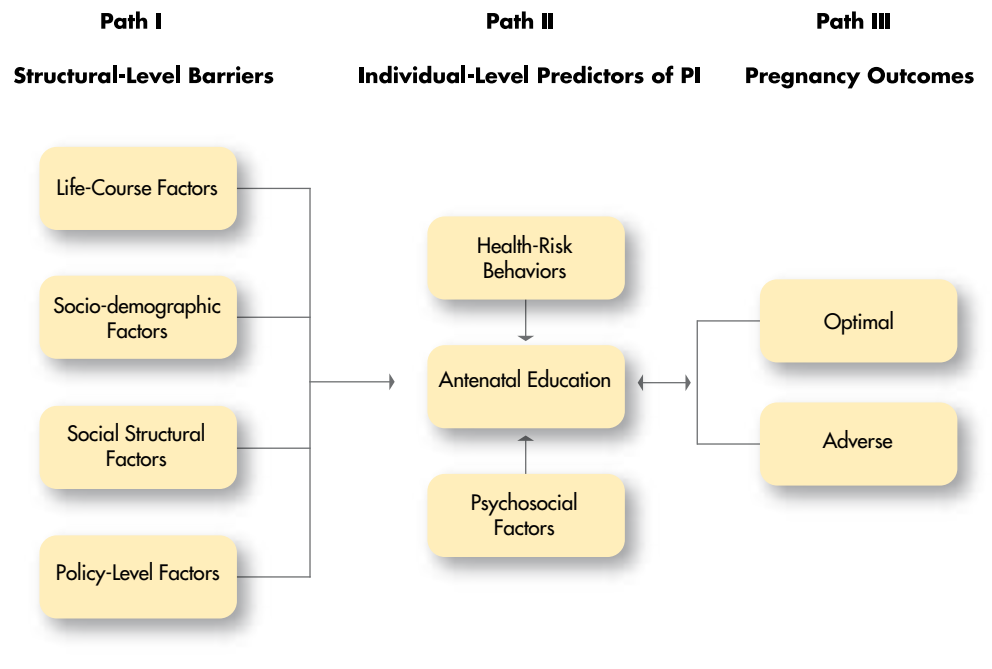 Path I
Structural-Level Barriers
Life-Course Factors
Socio-demographic
Factors
Social Structural
Factors
Policy-Level Factors
Path II
Individual-Level Predictors of PI
Health-Risk
Behaviors
Antenatal Education
Psychosocial
Factors
Path III
Pregnancy Outcomes
Optimal
Adverse